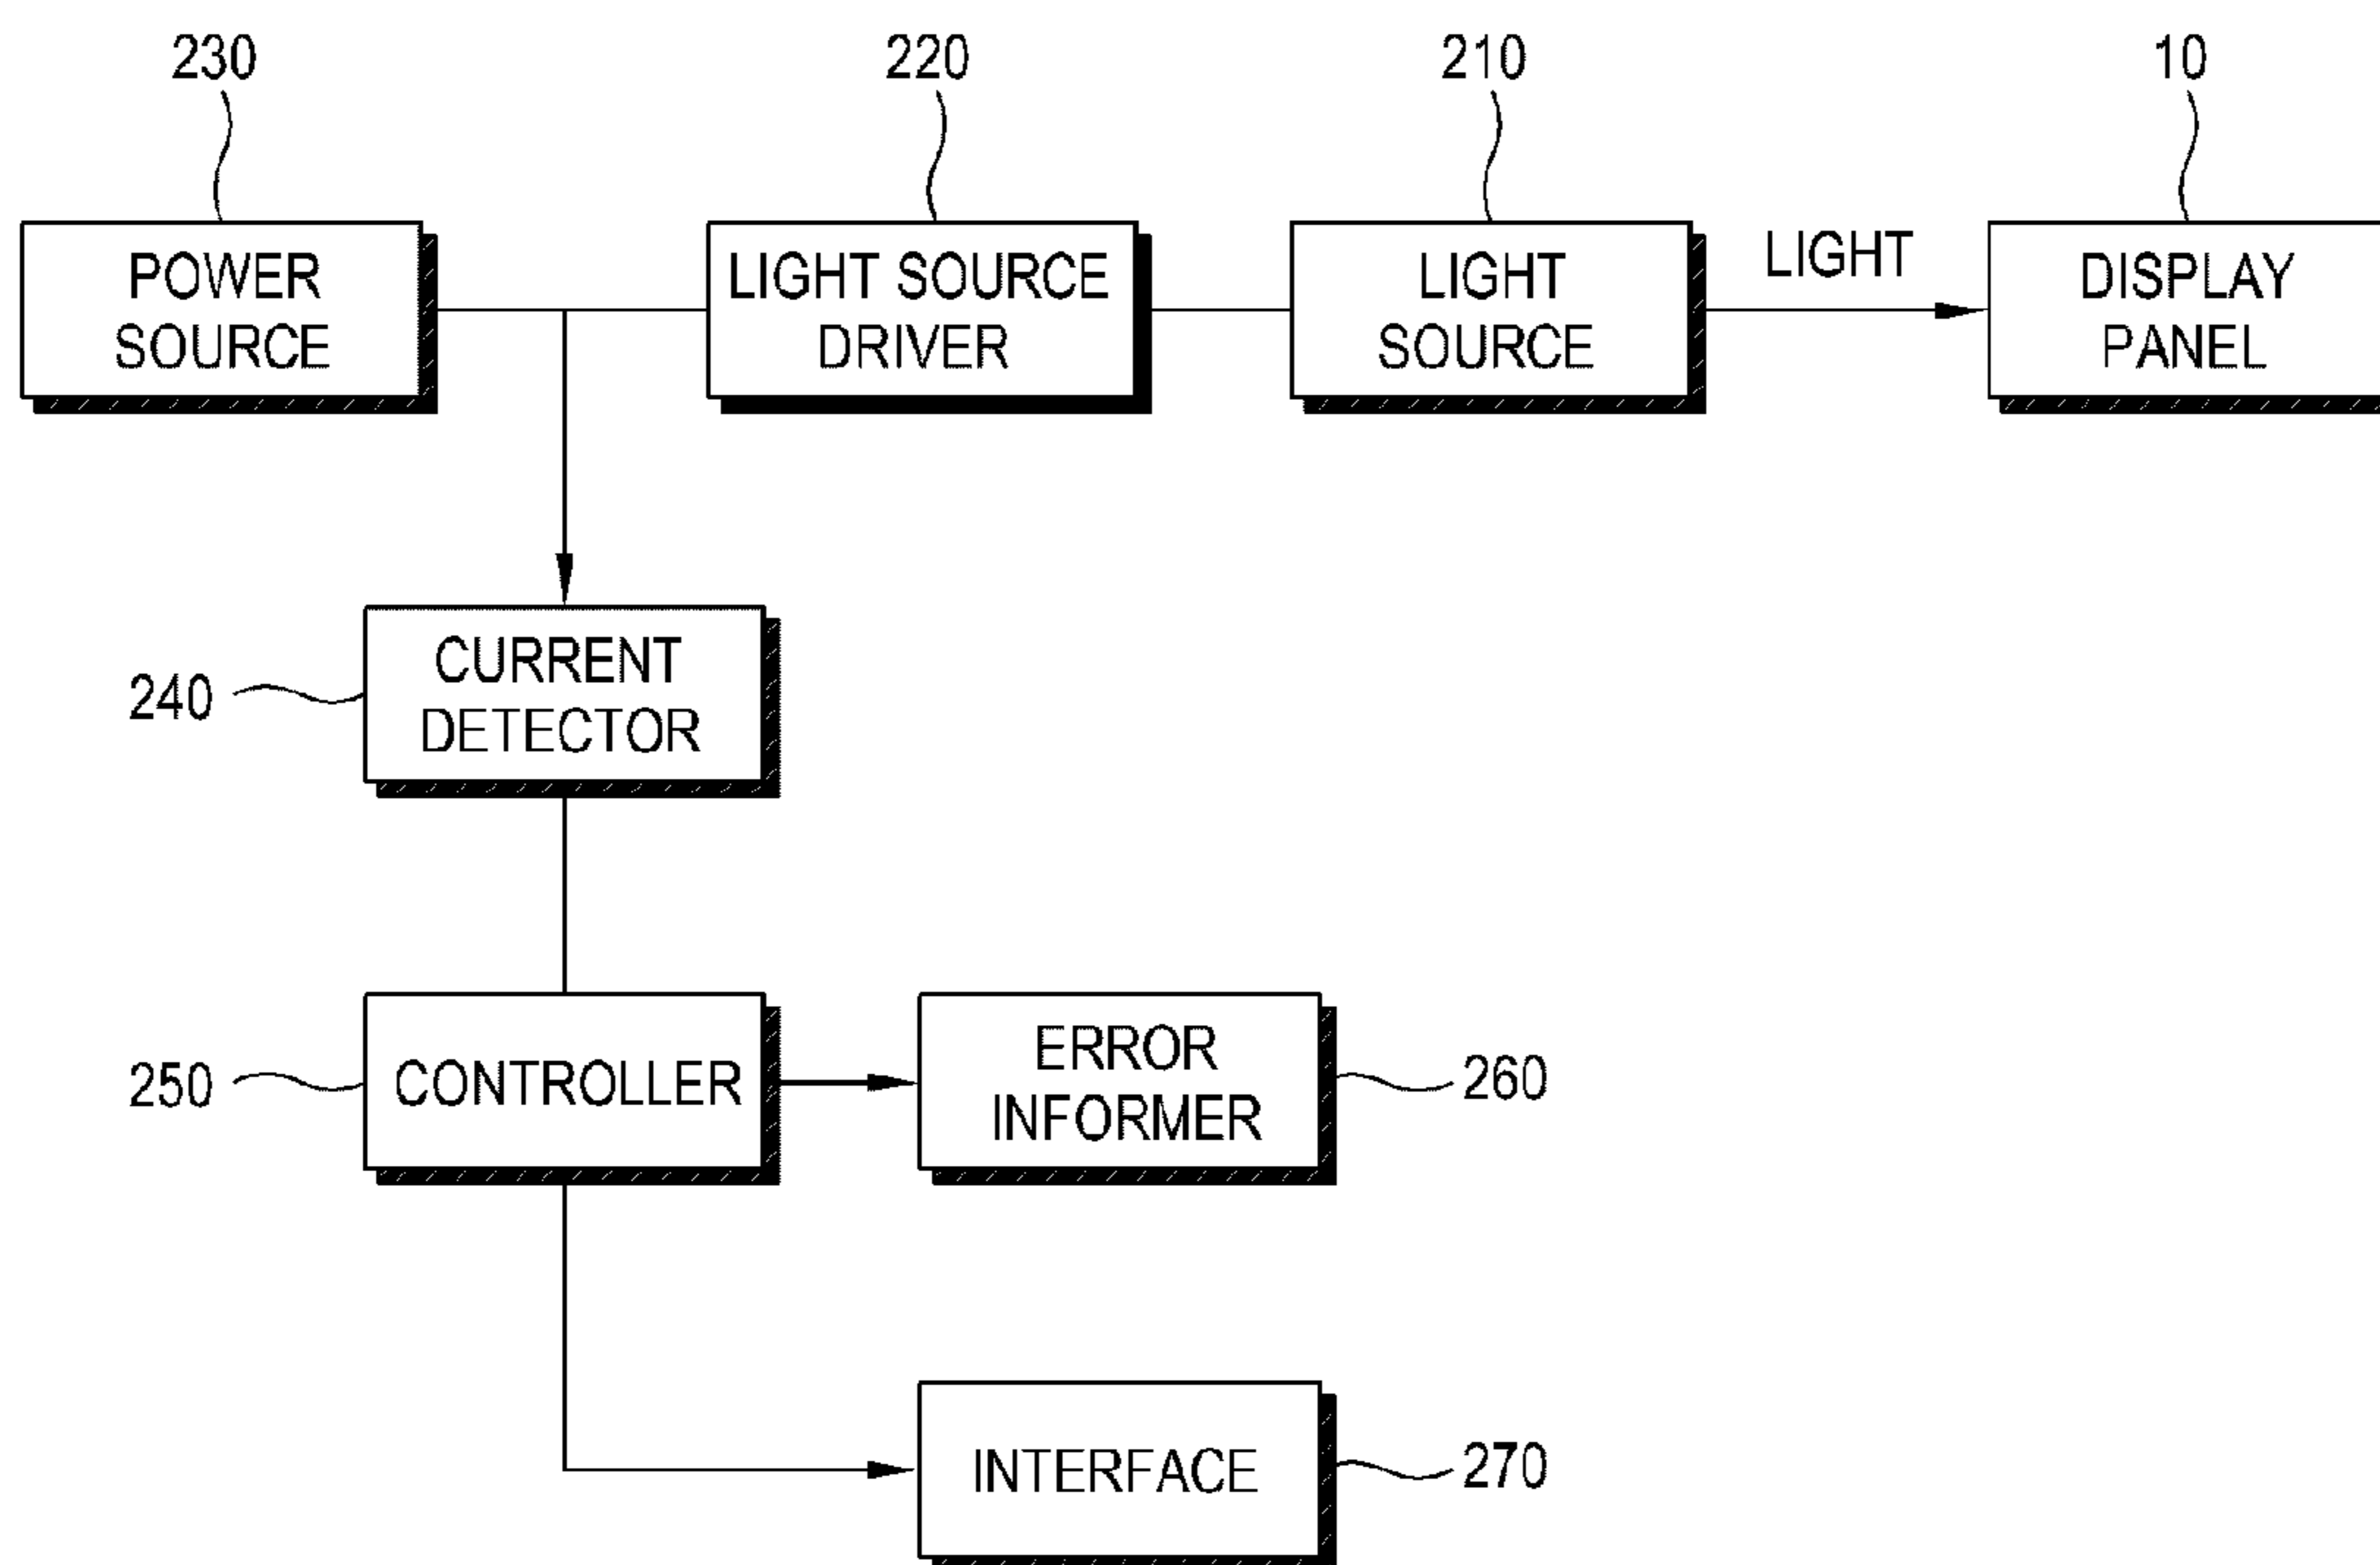 230
220
210
10
POWER
SOURCE
LIGHT SOURCE
DRIVER
LIGHT
SOURCE
LIGHT
DISPLAY
PANEL
240
CURRENT
DETECTOR
250
CONTROLLER
ERROR
INFORMER
260
INTERFACE
270